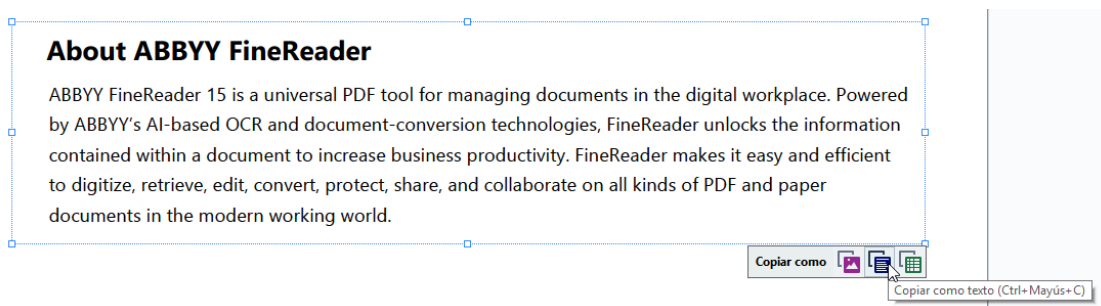 About ABBYY FineReader
ABBYY FineReader 15 is a universal PDF tool for managing documents in the digital workplace. Powered
by ABBYY’s AI-based OCR and document-conversion technologies, FineReader unlocks the information
contained within a document to increase business productivity. FineReader makes it easy and efficient
to digitize, retrieve, edit, convert, protect, share, and collaborate on all kinds of PDF and paper
documents in the modern working world.
Copiar como
Copiar como texto (Ctrl+Mayús+C)